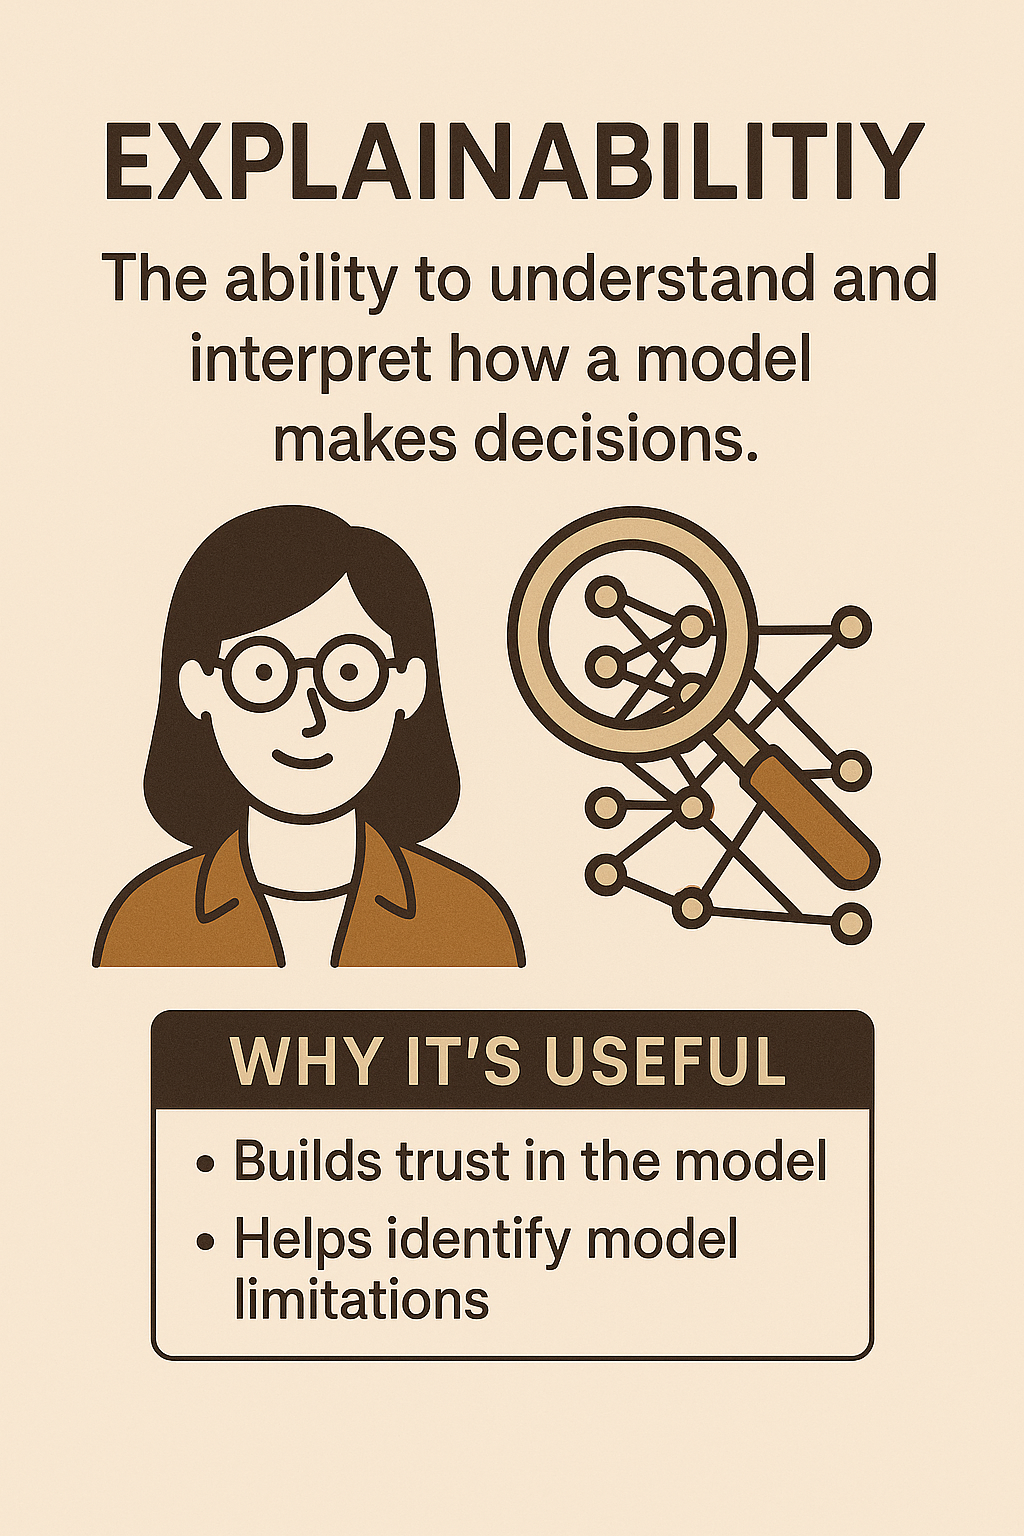 EXPLAINABILITIY
The ability to understand and
interpret how a model
makes decisions.
WHY IT'S USEFUL
• Builds trust in the model
• Helps identify model
limitations